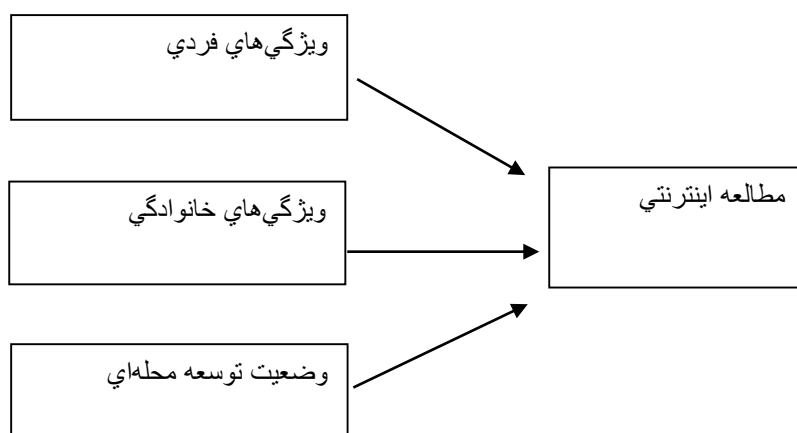 ويژگي‌هاي فردي
ويژگي‌هاي خانوادگي
مطالعه اينترنتي
وضعيت توسعه محله‌اي